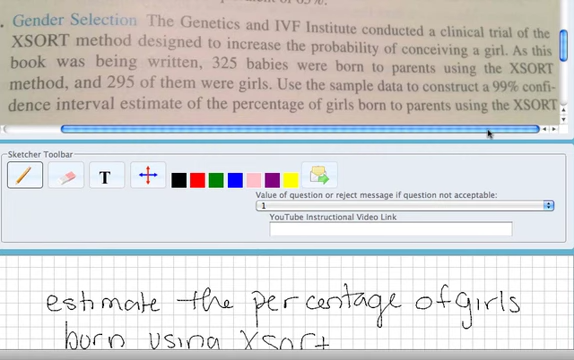 . Gender Selection The Genetics and IVF Institute conducted a clinical trial of the
XSORT method designed to increase the probability of conceiving a girl. As this
book was being written, 325 babies were born to parents using the XSORT
method, and 295 of them were girls. Use the sample data to construct a 99% confi-
dence interval estimate of the percentage of girls born to parents using the XSORT
Sketcher Toolbar
T
Value of question or reject message if question not acceptable:
1
YouTube Instructional Video Link
estimate the percentage of girls
born using Xsort